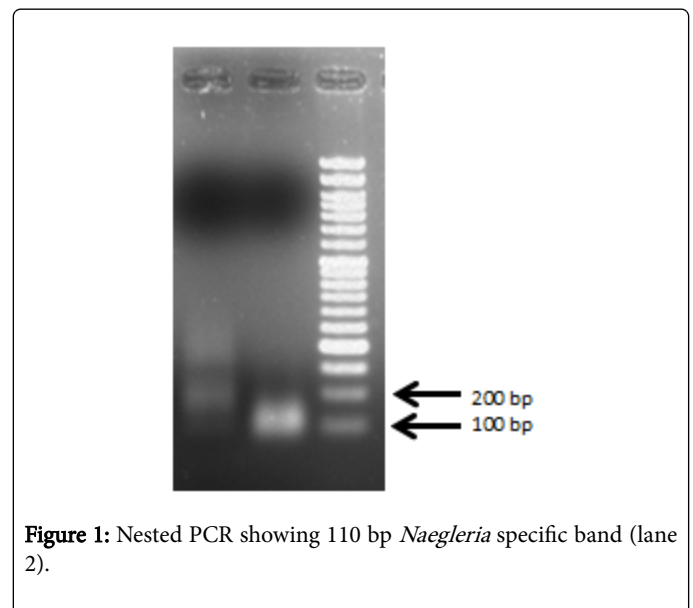 200 bp
100 bp
Figure 1: Nested PCR showing 110 bp Naegleria specific band (lane
2).